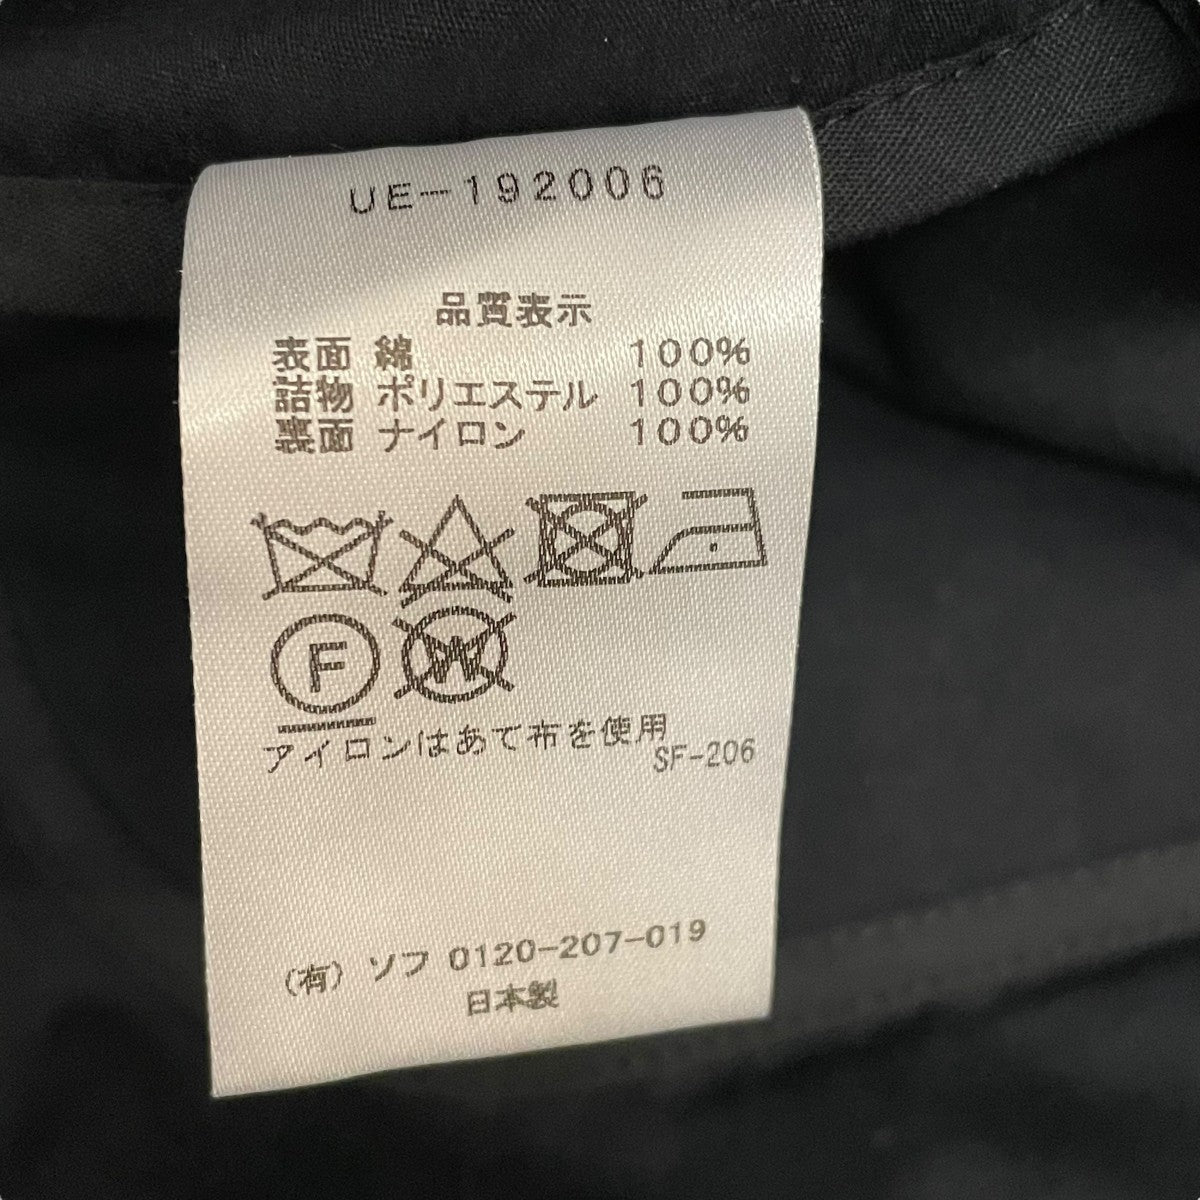 UE-192006
品質表示
表面 綿 100%
詰物 ポリエステル 100%
裏面 ナイロン 100%
F W
アイロンはあて布を使用
SF-206
(有) ソフ 0120-207-019
日本製